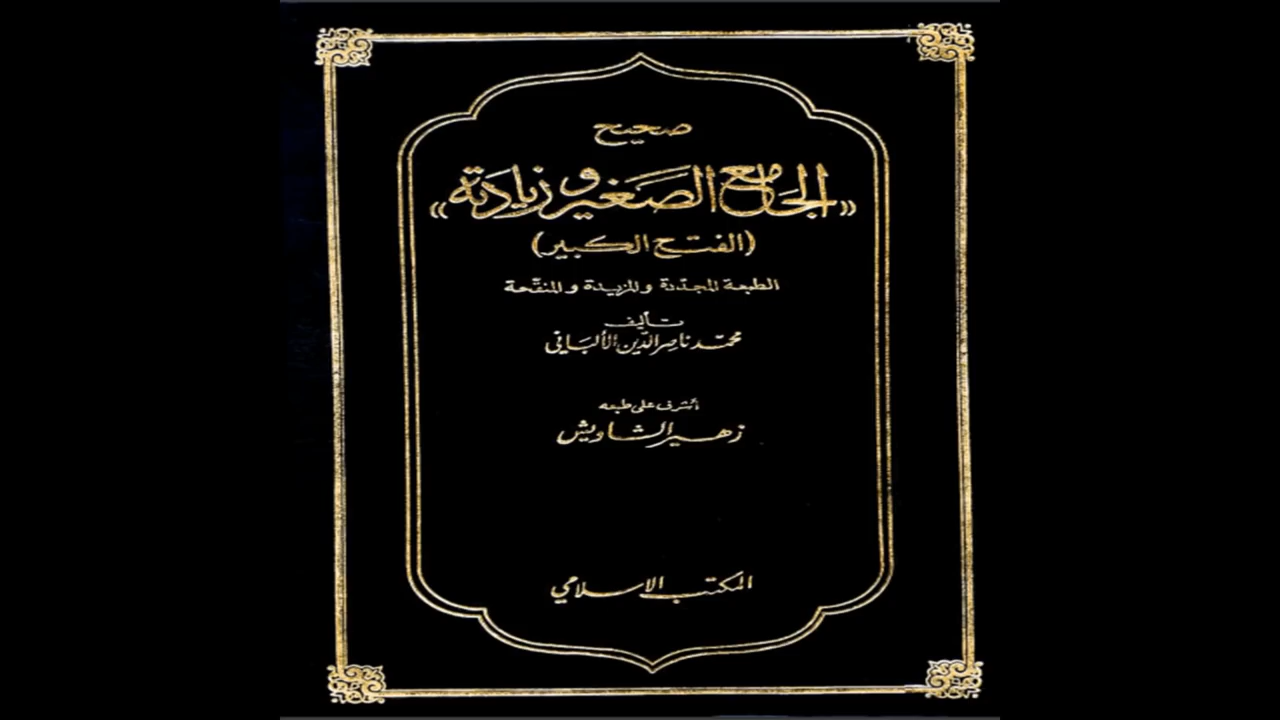 صحيح
«الجامع الصغير وزيادته»
(الفتح الكبير)
الطبعة المجددة والمزيدة والمنقحة
تأليف
محمد ناصر الدين الألباني
أشرف على طبعه
زهير الشاويش
المكتب الاسلامي